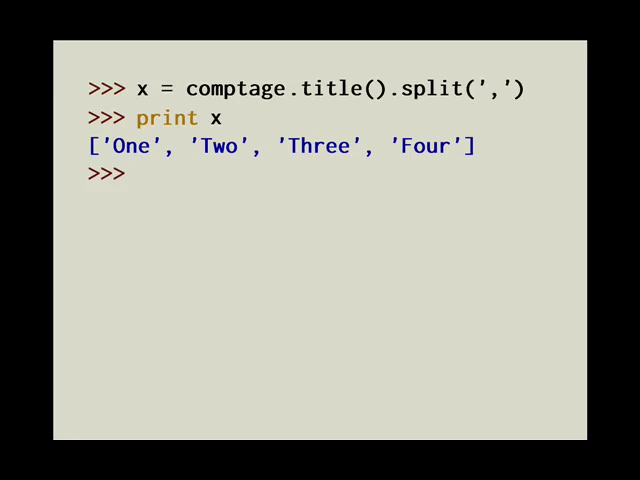 >>> x = comptage.title().split(',')
>>> print x
['One', 'Two', 'Three', 'Four']
>>>